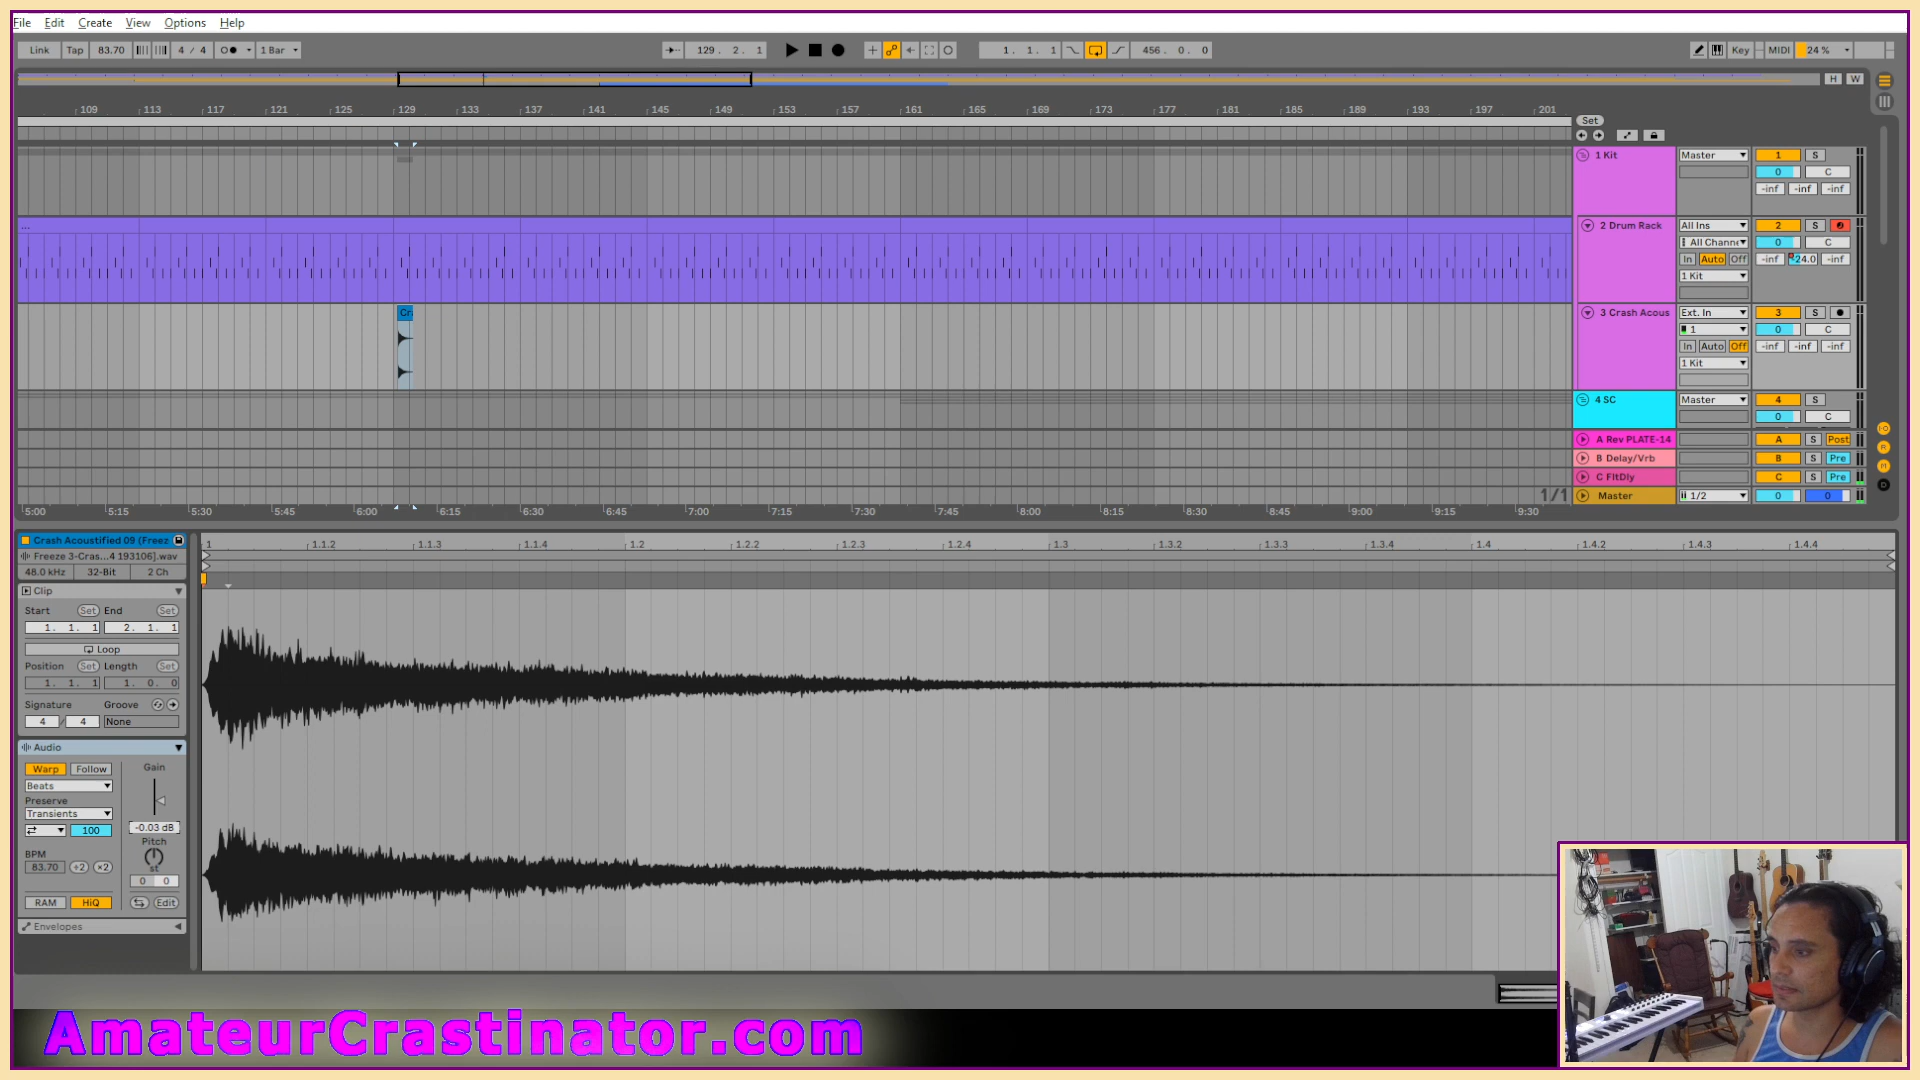 File Edit Create View Options Help
Link Tap 83.70 4 / 4 1 Bar 129 . 2 . 1 1 . 1 . 1 456 . 0 . 0 Key MIDI 24 %
H W
109 113 117 121 125 129 133 137 141 145 149 153 157 161 165 169 173 177 181 185 189 193 197 201
Set
1 Kit Master 1 S
0 C
-inf -inf -inf
...
2 Drum Rack All Ins 2 S
All Channe 0 C
In Auto Off -inf -24.0 -inf
1 Kit
Cr
3 Crash Acous Ext. In 3 S
1 0 C
In Auto Off -inf -inf -inf
1 Kit
4 SC Master 4 S
0 C
A Rev PLATE-14 A S Post
B Delay/Vrb B S Pre
C FltDly C S Pre
1/1 Master 1/2 0 0
5:00 5:15 5:30 5:45 6:00 6:15 6:30 6:45 7:00 7:15 7:30 7:45 8:00 8:15 8:30 8:45 9:00 9:15 9:30
Crash Acoustified 09 (Freez
Freeze 3-Cras...4 193106].wav
48.0 kHz 32-Bit 2 Ch
1 1.1.2 1.1.3 1.1.4 1.2 1.2.2 1.2.3 1.2.4 1.3 1.3.2 1.3.3 1.3.4 1.4 1.4.2 1.4.3 1.4.4
Clip
Start Set End Set
1. 1. 1 2. 1. 1
Loop
Position Set Length Set
1. 1. 1 1. 0. 0
Signature Groove
4 / 4 None
Audio
Warp Follow Gain
Beats
Preserve
Transients
100 -0.03 dB
Pitch
BPM
83.70 ÷2 ×2 st
0 0
RAM HiQ Edit
Envelopes
AmateurCrastinator.com